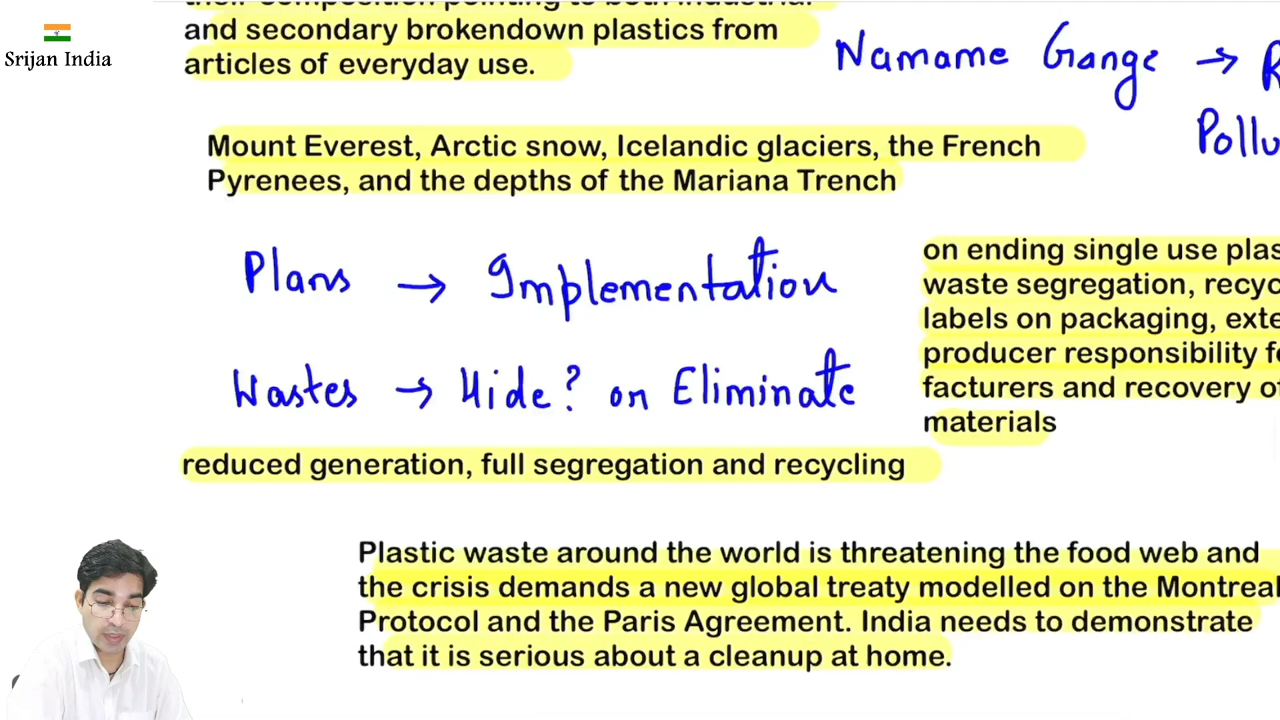 Srijan India
and secondary brokendown plastics from
articles of everyday use.
Namame Gange →
Mount Everest, Arctic snow, Icelandic glaciers, the French
Pyrenees, and the depths of the Mariana Trench
Plans → Implementation
Wastes → Hide? or Eliminate
on ending single use
waste segregation,
labels on packaging,
producer responsibility
facturers and recovery
materials
reduced generation, full segregation and recycling
Plastic waste around the world is threatening the food web and
the crisis demands a new global treaty modelled on the Montreal
Protocol and the Paris Agreement. India needs to demonstrate
that it is serious about a cleanup at home.